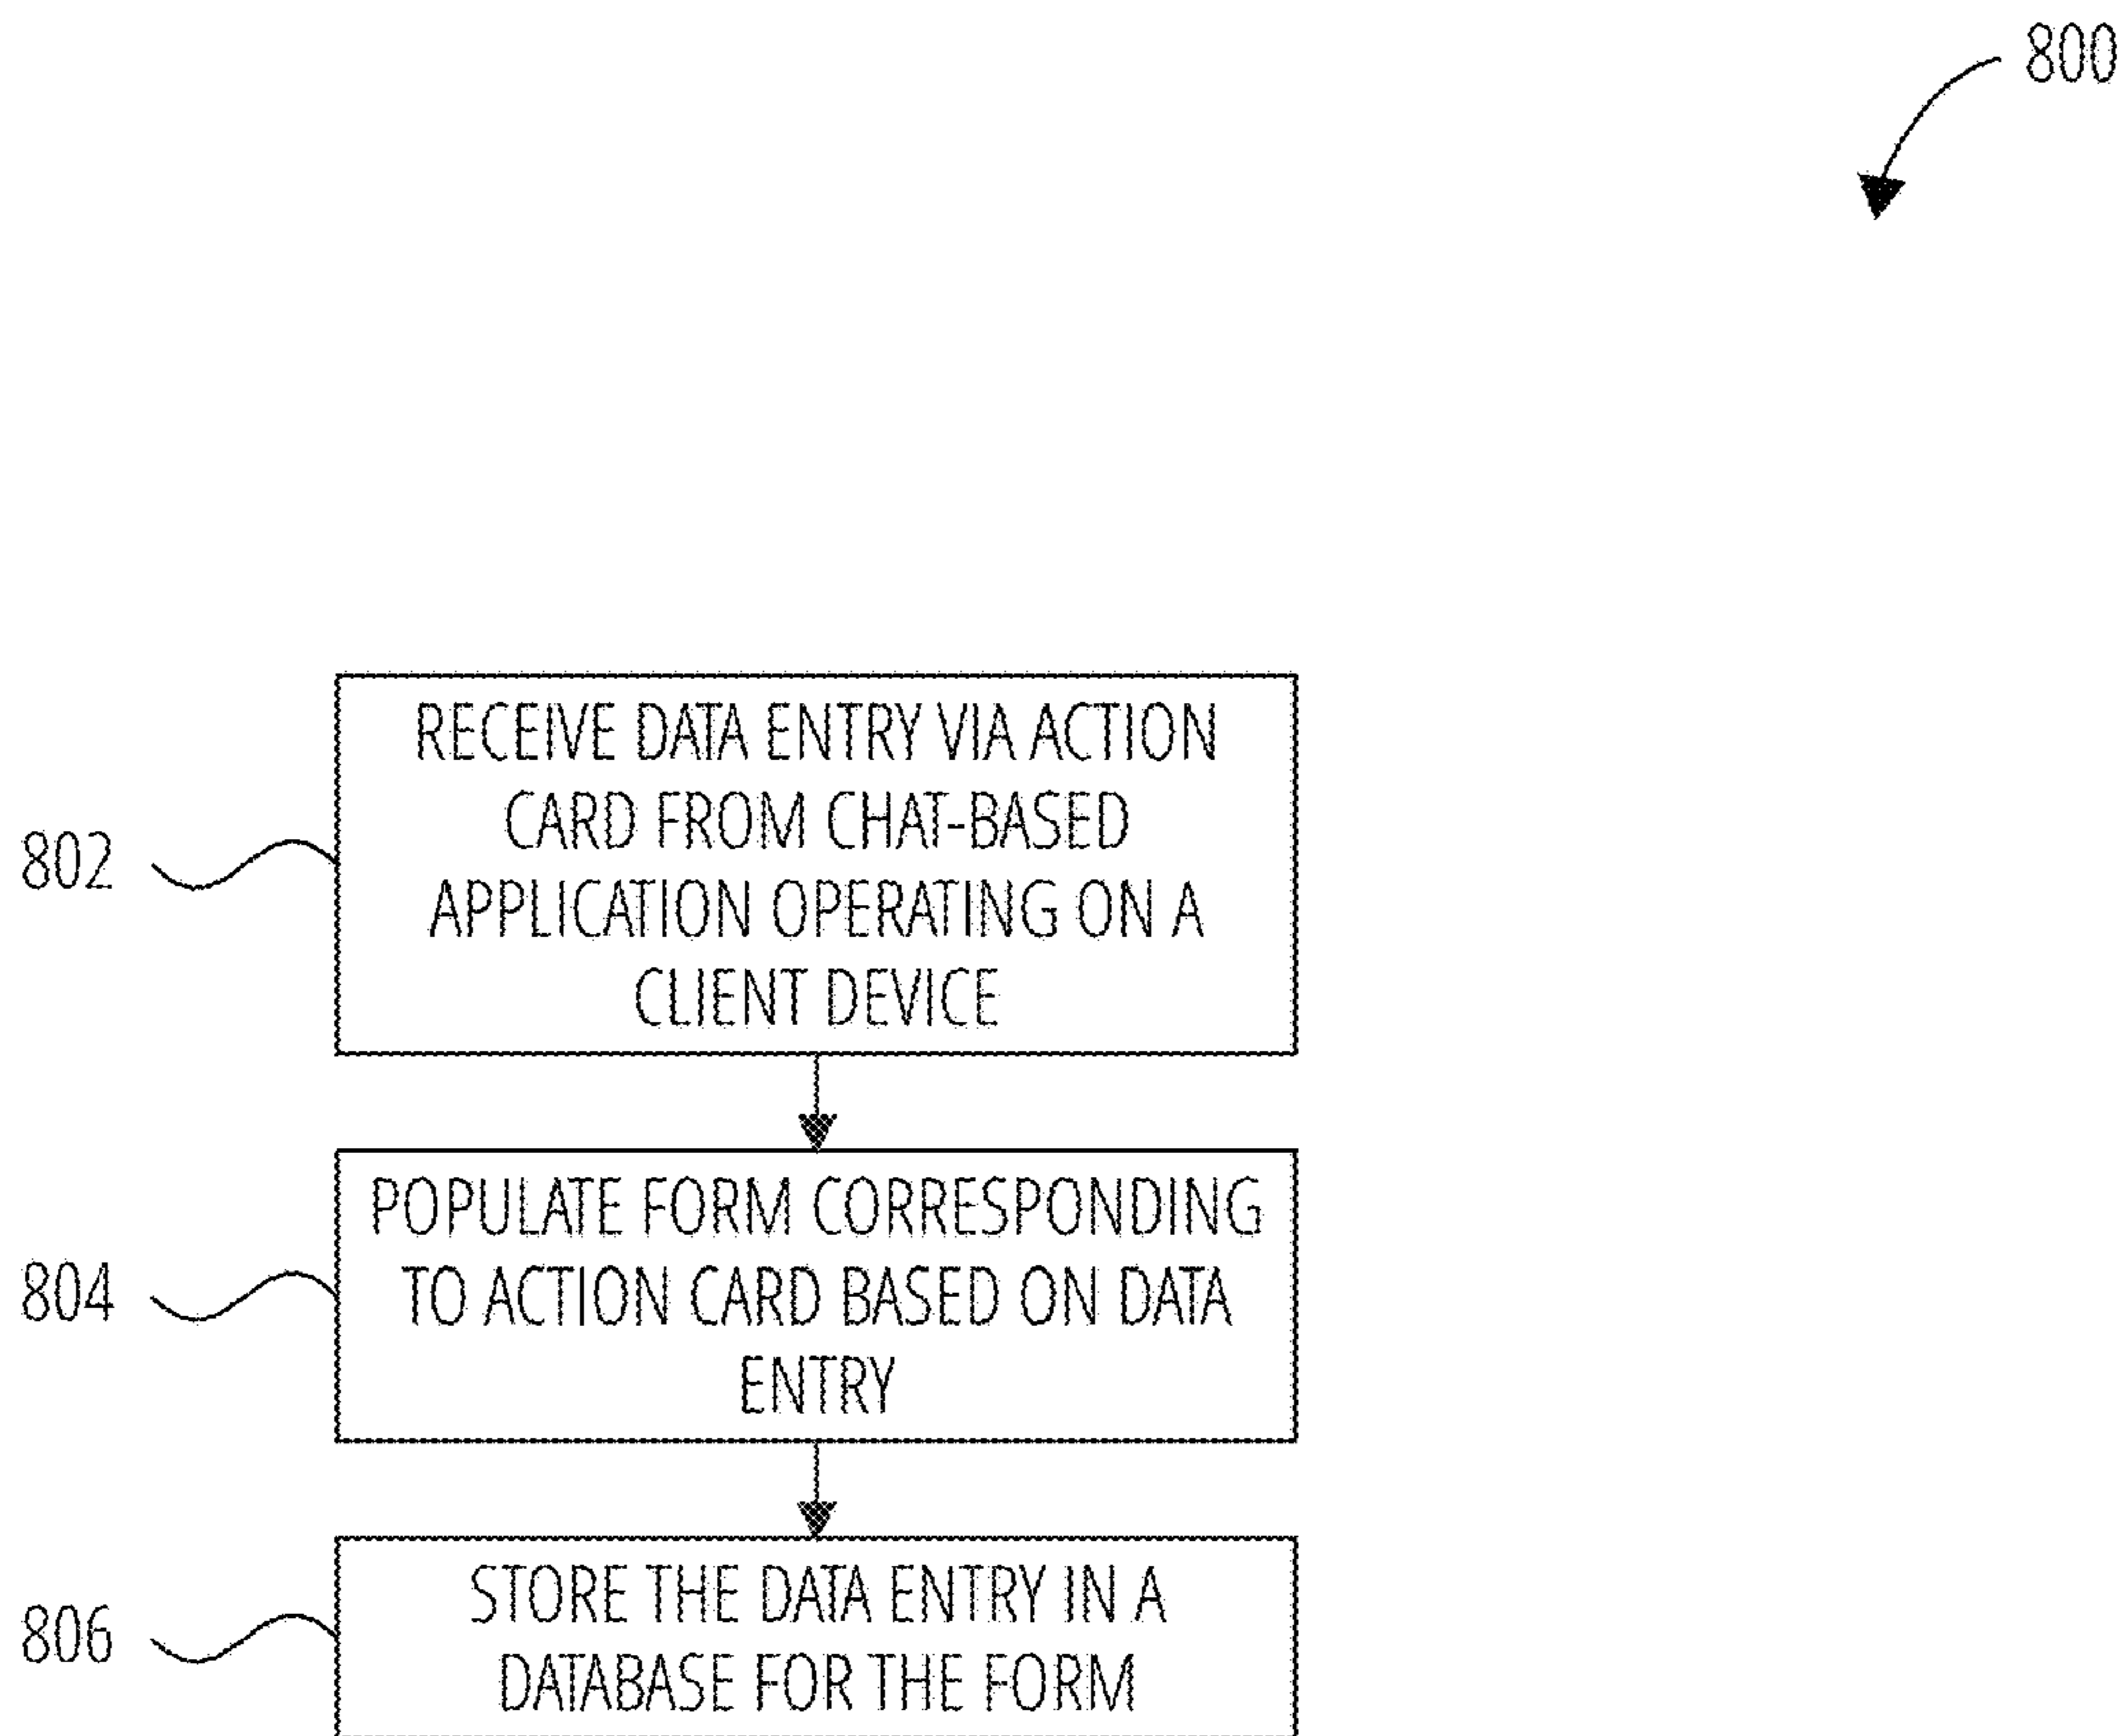 800
802
RECEIVE DATA ENTRY VIA ACTION
CARD FROM CHAT-BASED
APPLICATION OPERATING ON A
CLIENT DEVICE
804
POPULATE FORM CORRESPONDING
TO ACTION CARD BASED ON DATA
ENTRY
806
STORE THE DATA ENTRY IN A
DATABASE FOR THE FORM